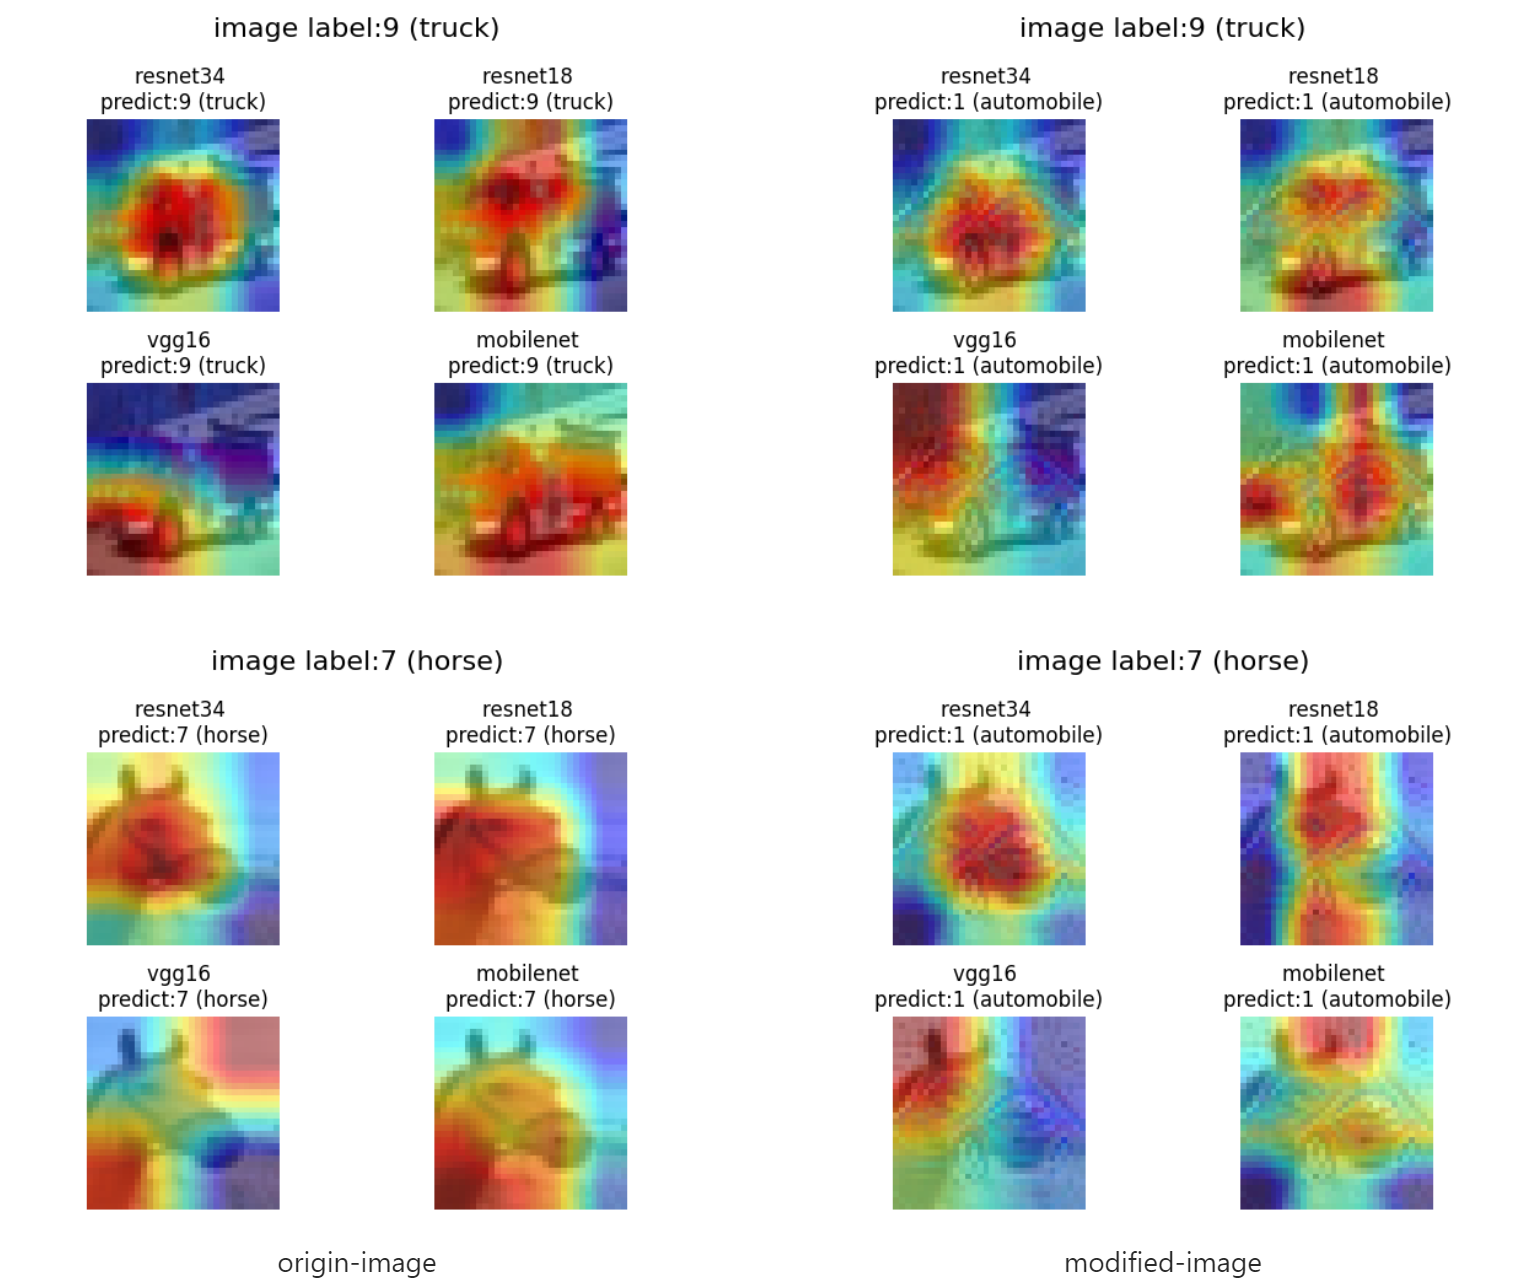 image label:9 (truck)
resnet34
predict:9 (truck)
resnet18
predict:9 (truck)
vgg16
predict:9 (truck)
mobilenet
predict:9 (truck)
image label:9 (truck)
resnet34
predict:1 (automobile)
resnet18
predict:1 (automobile)
vgg16
predict:1 (automobile)
mobilenet
predict:1 (automobile)
image label:7 (horse)
resnet34
predict:7 (horse)
resnet18
predict:7 (horse)
vgg16
predict:7 (horse)
mobilenet
predict:7 (horse)
image label:7 (horse)
resnet34
predict:1 (automobile)
resnet18
predict:1 (automobile)
vgg16
predict:1 (automobile)
mobilenet
predict:1 (automobile)
origin-image
modified-image